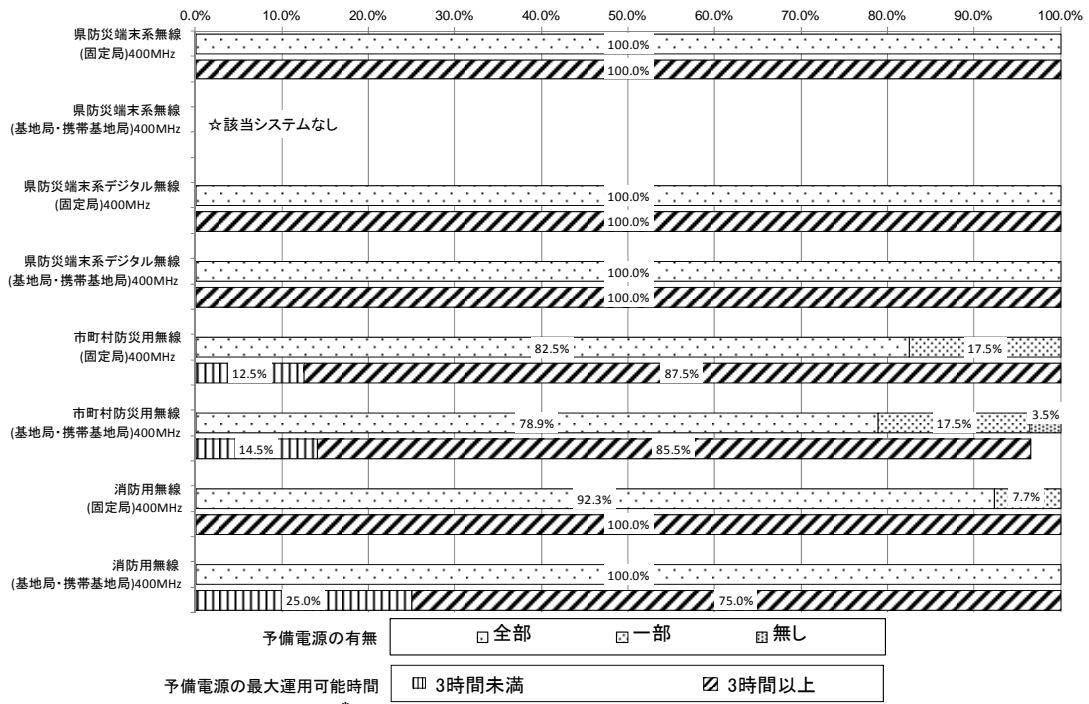 0.0% 10.0% 20.0% 30.0% 40.0% 50.0% 60.0% 70.0% 80.0% 90.0% 100.0%
県防災端末系無線
(固定局)400MHz
100.0%
100.0%
県防災端末系無線
(基地局・携帯基地局)400MHz
☆該当システムなし
県防災端末系デジタル無線
(固定局)400MHz
100.0%
100.0%
県防災端末系デジタル無線
(基地局・携帯基地局)400MHz
100.0%
100.0%
市町村防災用無線
(固定局)400MHz
82.5% 17.5%
12.5% 87.5%
市町村防災用無線
(基地局・携帯基地局)400MHz
78.9% 17.5% 3.5%
14.5% 85.5%
消防用無線
(固定局)400MHz
92.3% 7.7%
100.0%
消防用無線
(基地局・携帯基地局)400MHz
100.0%
25.0% 75.0%
予備電源の有無 全部 一部 無し
予備電源の最大運用可能時間 3時間未満 3時間以上
*